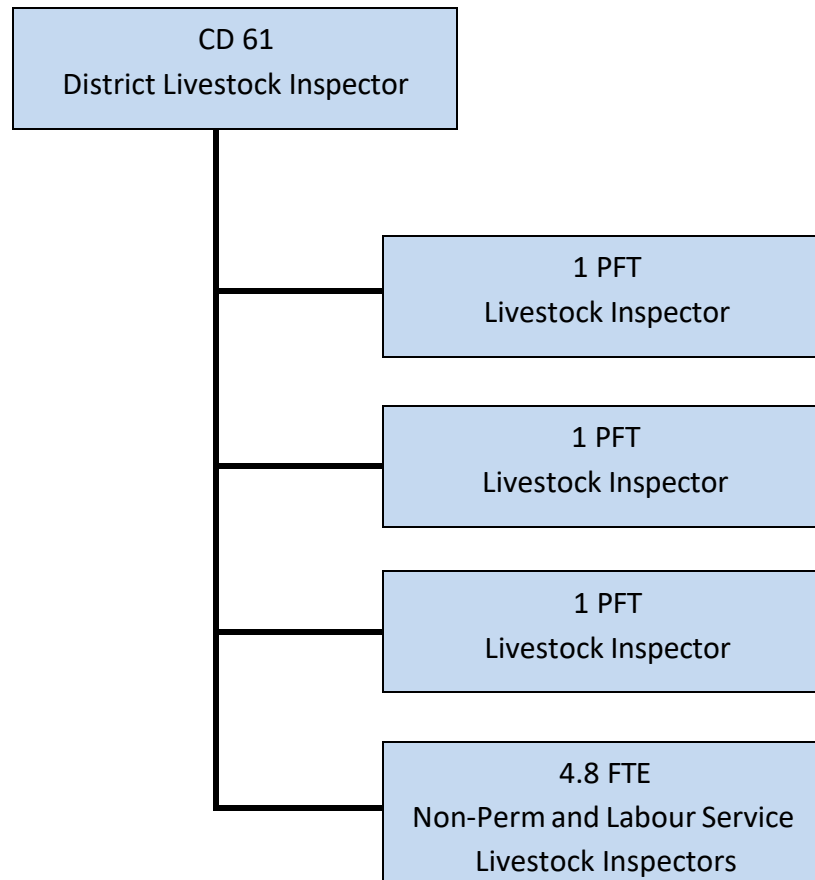 CD 61
District Livestock Inspector
1 PFT
Livestock Inspector
1 PFT
Livestock Inspector
1 PFT
Livestock Inspector
4.8 FTE
Non-Perm and Labour Service
Livestock Inspectors